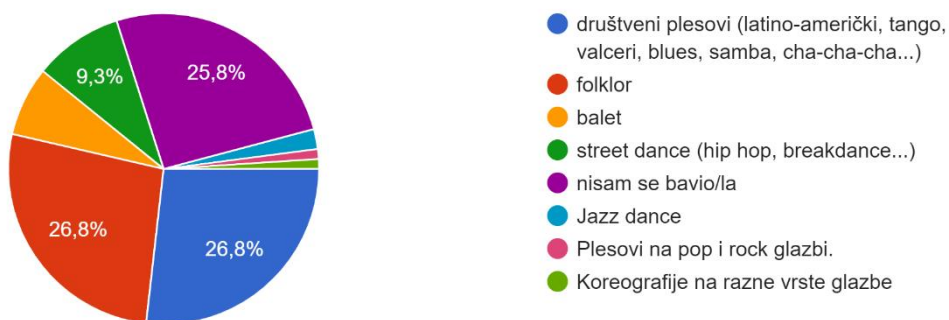 9,3%
25,8%
26,8%
26,8%
društveni plesovi (latino-američki, tango,
valceri, blues, samba, cha-cha-cha...)
folklor
balet
street dance (hip hop, breakdance...)
nisam se bavio/la
Jazz dance
Plesovi na pop i rock glazbi.
Koreografije na razne vrste glazbe